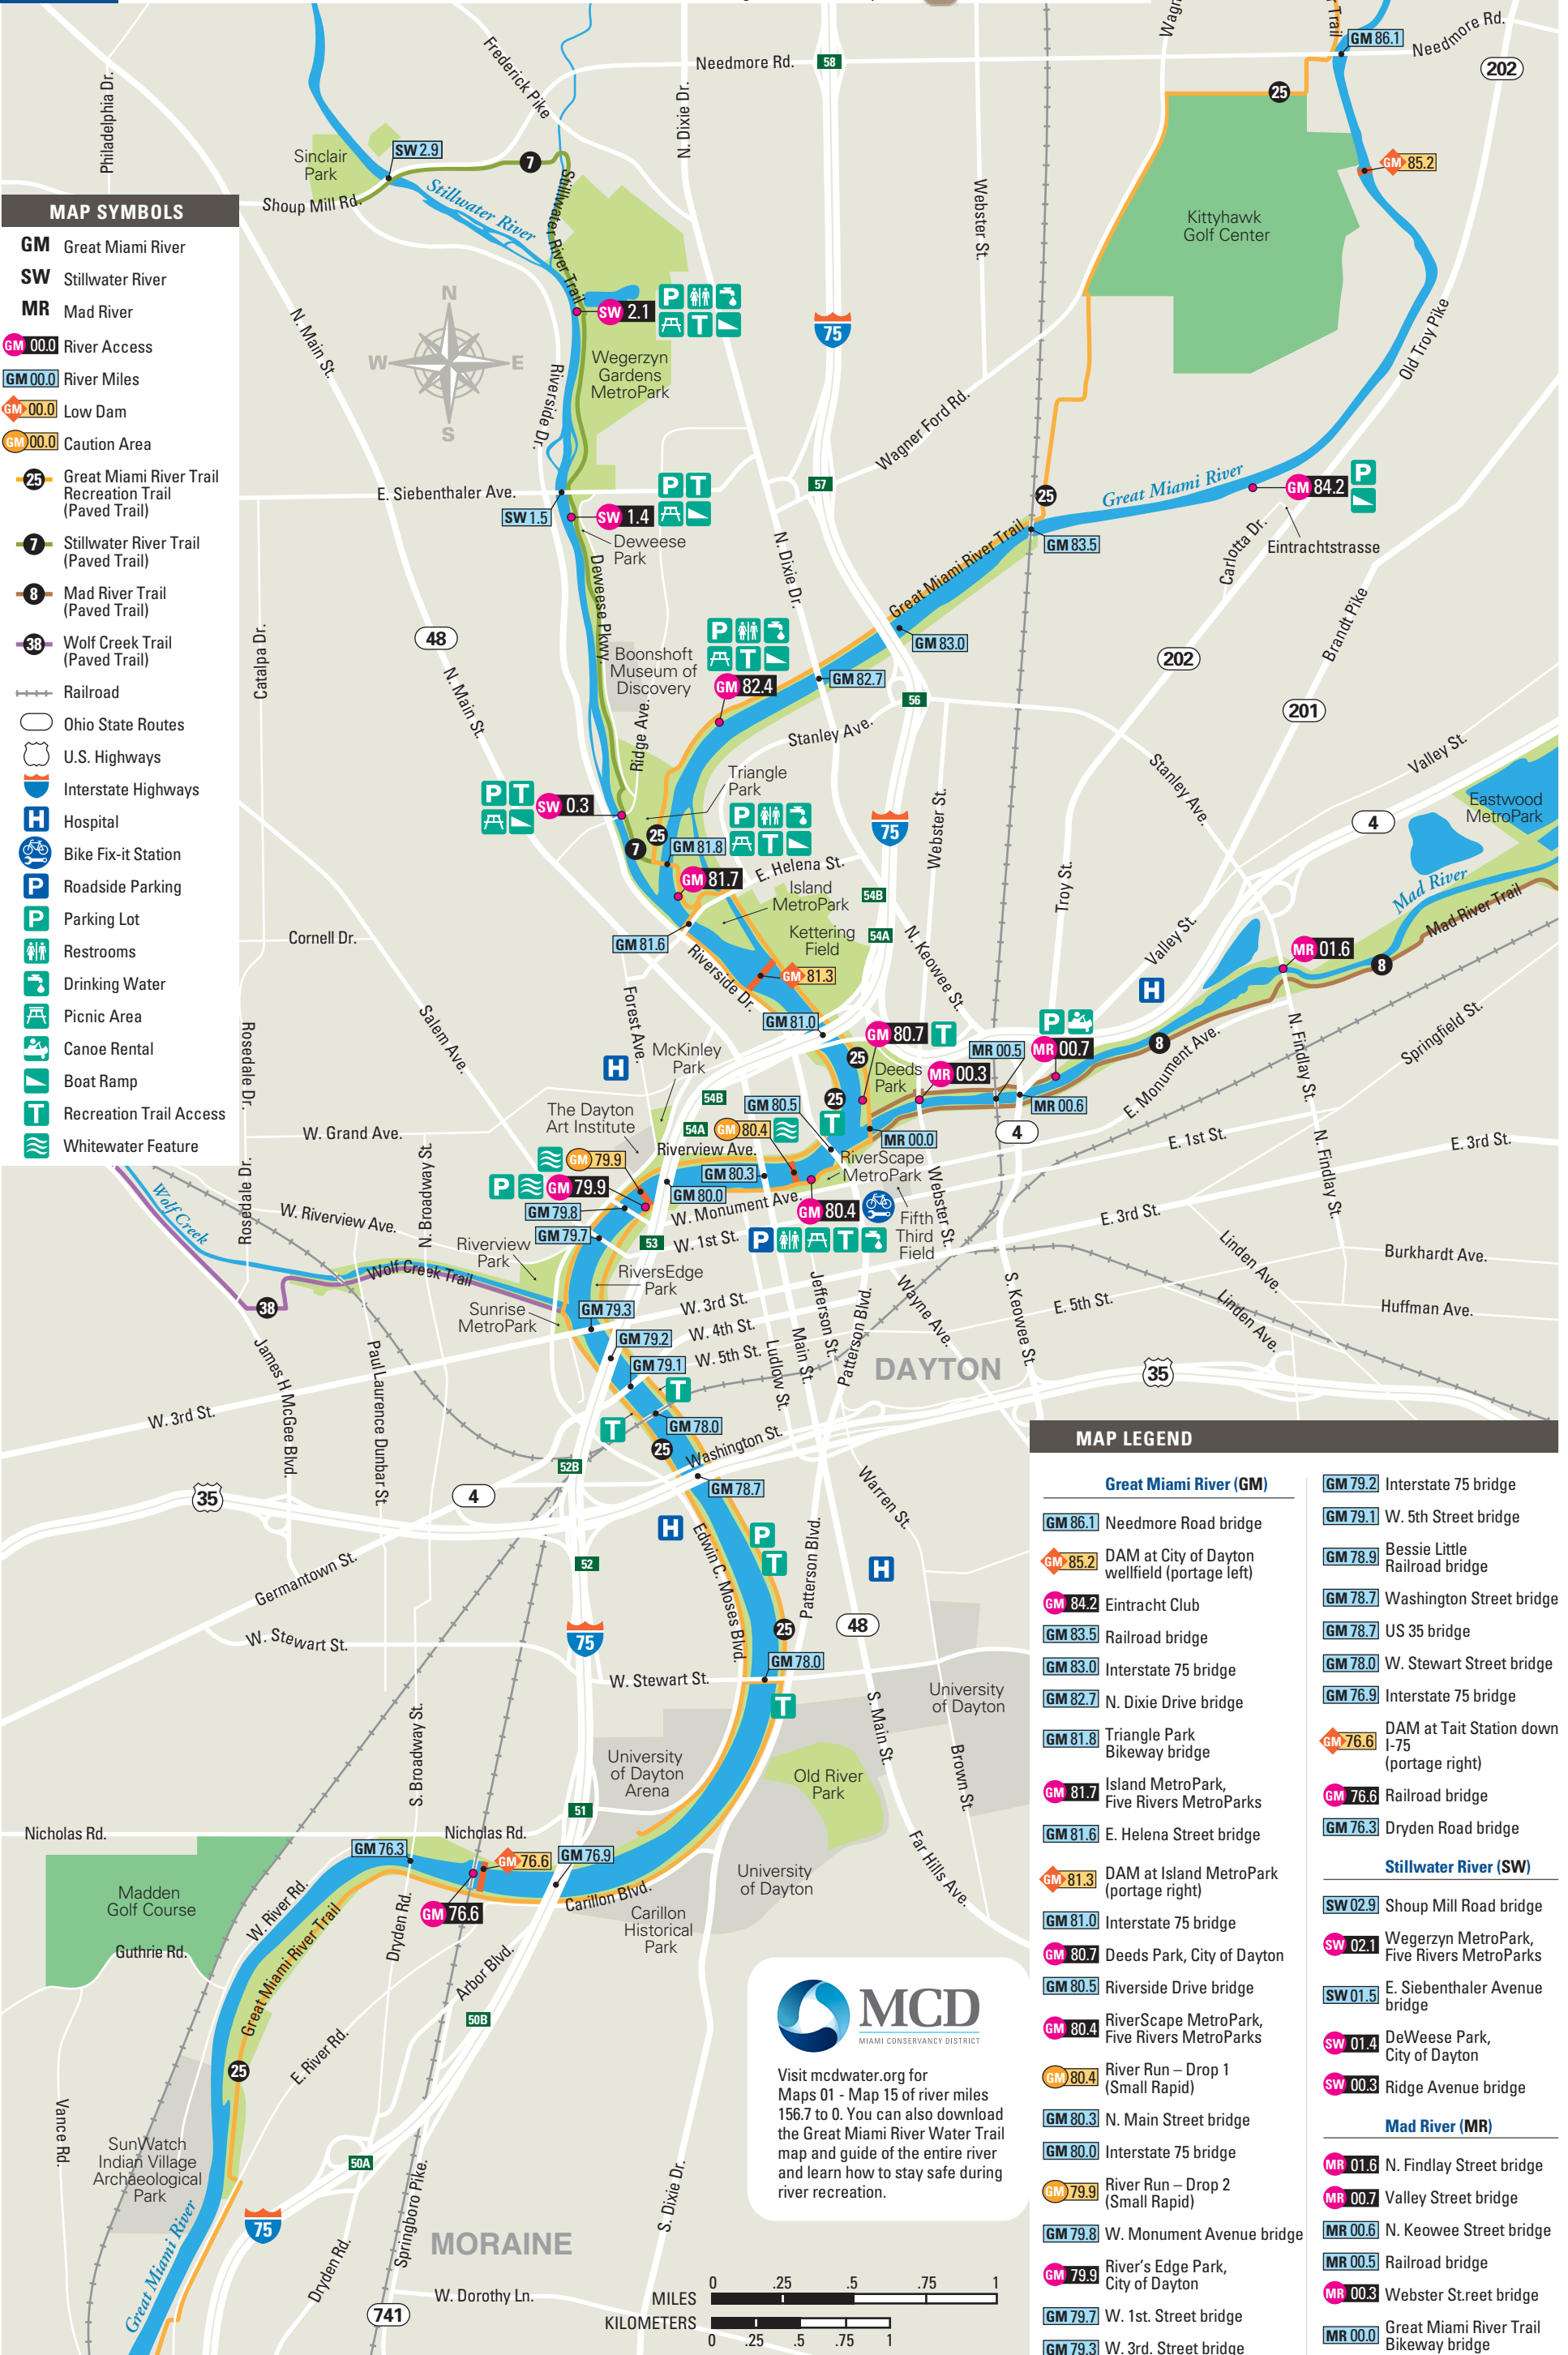 Needmore Rd.
58
Wagn
r Trail
GM 86.1
Needmore Rd.
202
Philadelphia Dr.
Frederick Pike
N. Dixie Dr.
25
Sinclair
Park
SW 2.9
7
GM 85.2
Shoup Mill Rd.
Stillwater River
Stillwater River Trail
Webster St.
Kittyhawk
Golf Center
MAP SYMBOLS
GM Great Miami River
SW Stillwater River
MR Mad River
GM 00.0 River Access
GM 00.0 River Miles
GM 00.0 Low Dam
GM 00.0 Caution Area
25 Great Miami River Trail
Recreation Trail
(Paved Trail)
7 Stillwater River Trail
(Paved Trail)
8 Mad River Trail
(Paved Trail)
38 Wolf Creek Trail
(Paved Trail)
Railroad
Ohio State Routes
U.S. Highways
Interstate Highways
H Hospital
Bike Fix-it Station
P Roadside Parking
P Parking Lot
Restrooms
Drinking Water
Picnic Area
Canoe Rental
Boat Ramp
T Recreation Trail Access
Whitewater Feature
N
W E
S
N. Main St.
SW 2.1
P
T
75
Wegerzyn
Gardens
MetroPark
Riverside Dr.
Old Troy Pike
Wagner Ford Rd.
E. Siebenthaler Ave.
P T
57
25
Great Miami River
GM 84.2
P
SW 1.5
SW 1.4
Deweese
Park
GM 83.5
Carlotta Dr.
Eintrachtstrasse
N. Dixie Dr.
Great Miami River Trail
Deweese Pkwy.
Catalpa Dr.
48
N. Main St.
P
T
GM 83.0
Brandt Pike
Boonshoft
Museum of
Discovery
GM 82.4
GM 82.7
202
56
201
Ridge Ave.
Stanley Ave.
Stanley Ave.
Valley St.
Triangle
Park
P T
SW 0.3
P
T
75
Webster St.
4
Eastwood
MetroPark
25
7
GM 81.8
E. Helena St.
GM 81.7
Island
MetroPark
54B
Troy St.
Mad River
Mad River Trail
Cornell Dr.
GM 81.6
Kettering
Field
54A
N. Keowee St.
Valley St.
MR 01.6
8
Riverside Dr.
GM 81.3
H
Salem Ave.
Forest Ave.
GM 81.0
GM 80.7
T
P
Rosedale Dr.
McKinley
Park
H
25
MR 00.5
MR 00.7
8
N. Findlay St.
Springfield St.
Deeds
Park
MR 00.3
E. Monument Ave.
The Dayton
Art Institute
54B
GM 80.5
25
MR 00.6
W. Grand Ave.
54A
GM 80.4
T
MR 00.0
4
E. 1st St.
N. Findlay St.
E. 3rd St.
Riverview Ave.
GM 79.9
GM 80.3
RiverScape
MetroPark
Webster St.
P
GM 79.9
GM 80.0
Rosedale Dr.
Wolf Creek
W. Riverview Ave.
N. Broadway St.
GM 79.8
W. Monument Ave.
GM 80.4
Fifth
Third
Field
E. 3rd St.
GM 79.7
53
W. 1st St.
P
T
Riverview
Park
Wolf Creek Trail
RiversEdge
Park
Linden Ave.
Burkhardt Ave.
38
Sunrise
MetroPark
GM 79.3
W. 3rd St.
Jefferson St.
Patterson Blvd.
Wayne Ave.
S. Keowee St.
E. 5th St.
Linden Ave.
Huffman Ave.
W. 4th St.
GM 79.2
W. 5th St.
Ludlow St.
Main St.
GM 79.1
DAYTON
James H McGee Blvd.
Paul Laurence Dunbar St.
T
35
W. 3rd St.
T
GM 78.0
25
Washington St.
52B
35
4
GM 78.7
Warren St.
H
P
T
Edwin C. Moses Blvd.
Patterson Blvd.
H
52
Germantown St.
W. Stewart St.
75
25
48
GM 78.0
W. Stewart St.
T
University
of Dayton
S. Broadway St.
University
of Dayton
Arena
Old River
Park
S. Main St.
Brown St.
51
Nicholas Rd.
Nicholas Rd.
GM 76.3
GM 76.6
GM 76.9
Far Hills Ave.
Madden
Golf Course
W. River Rd.
University
of Dayton
Carillon Blvd.
GM 76.6
Guthrie Rd.
Great Miami River Trail
Dryden Rd.
Carillon
Historical
Park
Arbor Blvd.
50B
E. River Rd.
25
Vance Rd.
SunWatch
Indian Village
Archaeological
Park
50A
Springboro Pike.
S. Dixie Dr.
75
MORAINE
Great Miami River
Dryden Rd.
W. Dorothy Ln.
741
MCD
MIAMI CONSERVANCY DISTRICT
Visit mcdwater.org for
Maps 01 - Map 15 of river miles
156.7 to 0. You can also download
the Great Miami River Water Trail
map and guide of the entire river
and learn how to stay safe during
river recreation.
0 .25 .5 .75 1
MILES
KILOMETERS
0 .25 .5 .75 1
MAP LEGEND
Great Miami River (GM)
GM 86.1 Needmore Road bridge
GM 85.2 DAM at City of Dayton
wellfield (portage left)
GM 84.2 Eintracht Club
GM 83.5 Railroad bridge
GM 83.0 Interstate 75 bridge
GM 82.7 N. Dixie Drive bridge
GM 81.8 Triangle Park
Bikeway bridge
GM 81.7 Island MetroPark,
Five Rivers MetroParks
GM 81.6 E. Helena Street bridge
GM 81.3 DAM at Island MetroPark
(portage right)
GM 81.0 Interstate 75 bridge
GM 80.7 Deeds Park, City of Dayton
GM 80.5 Riverside Drive bridge
GM 80.4 RiverScape MetroPark,
Five Rivers MetroParks
GM 80.4 River Run – Drop 1
(Small Rapid)
GM 80.3 N. Main Street bridge
GM 80.0 Interstate 75 bridge
GM 79.9 River Run – Drop 2
(Small Rapid)
GM 79.8 W. Monument Avenue bridge
GM 79.9 River's Edge Park,
City of Dayton
GM 79.7 W. 1st. Street bridge
GM 79.3 W. 3rd. Street bridge
GM 79.2 Interstate 75 bridge
GM 79.1 W. 5th Street bridge
GM 78.9 Bessie Little
Railroad bridge
GM 78.7 Washington Street bridge
GM 78.7 US 35 bridge
GM 78.0 W. Stewart Street bridge
GM 76.9 Interstate 75 bridge
GM 76.6 DAM at Tait Station down
I-75
(portage right)
GM 76.6 Railroad bridge
GM 76.3 Dryden Road bridge
Stillwater River (SW)
SW 02.9 Shoup Mill Road bridge
SW 02.1 Wegerzyn MetroPark,
Five Rivers MetroParks
SW 01.5 E. Siebenthaler Avenue
bridge
SW 01.4 DeWeese Park,
City of Dayton
SW 00.3 Ridge Avenue bridge
Mad River (MR)
MR 01.6 N. Findlay Street bridge
MR 00.7 Valley Street bridge
MR 00.6 N. Keowee Street bridge
MR 00.5 Railroad bridge
MR 00.3 Webster St.reet bridge
MR 00.0 Great Miami River Trail
Bikeway bridge